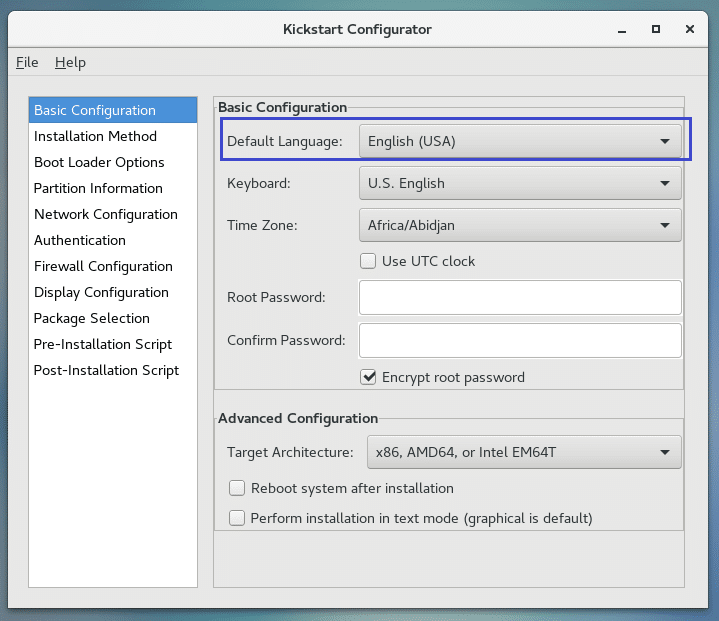 Kickstart Configurator
File Help
Basic Configuration
Installation Method
Boot Loader Options
Partition Information
Network Configuration
Authentication
Firewall Configuration
Display Configuration
Package Selection
Pre-Installation Script
Post-Installation Script
Basic Configuration
Default Language: English (USA)
Keyboard: U.S. English
Time Zone: Africa/Abidjan
Use UTC clock
Root Password:
Confirm Password:
Encrypt root password
Advanced Configuration
Target Architecture: x86, AMD64, or Intel EM64T
Reboot system after installation
Perform installation in text mode (graphical is default)